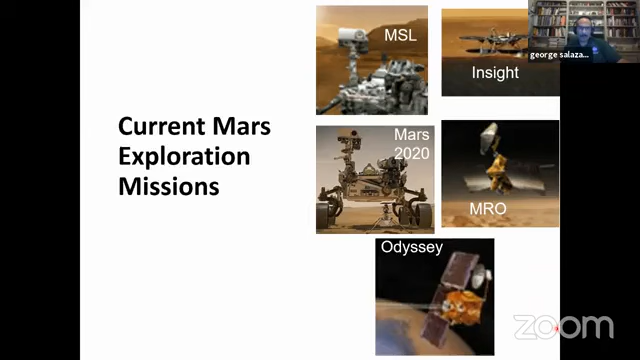 MSL
Insight
george salaza...
Current Mars
Exploration
Missions
Mars
2020
MRO
Odyssey
zoom